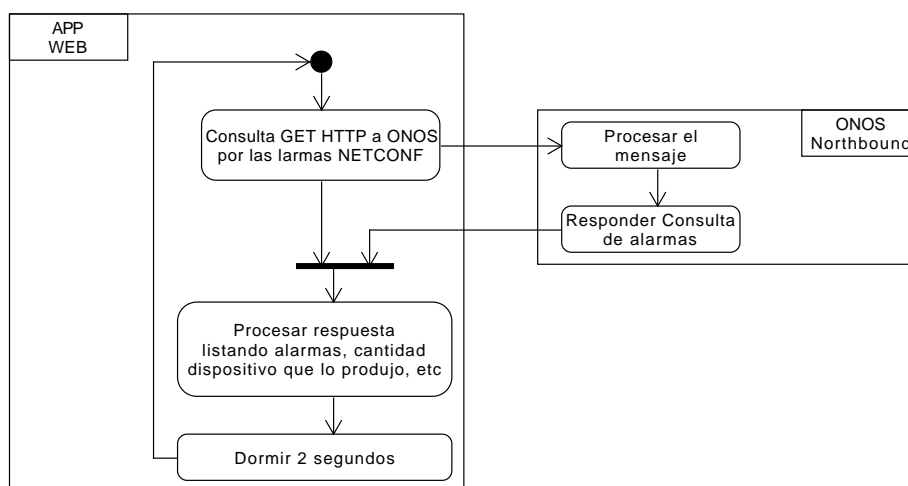 APP
WEB
Consulta GET HTTP a ONOS
por las larmas NETCONF
Procesar el
mensaje
ONOS
Northbound
Responder Consulta
de alarmas
Procesar respuesta
listando alarmas, cantidad
dispositivo que lo produjo, etc
Dormir 2 segundos